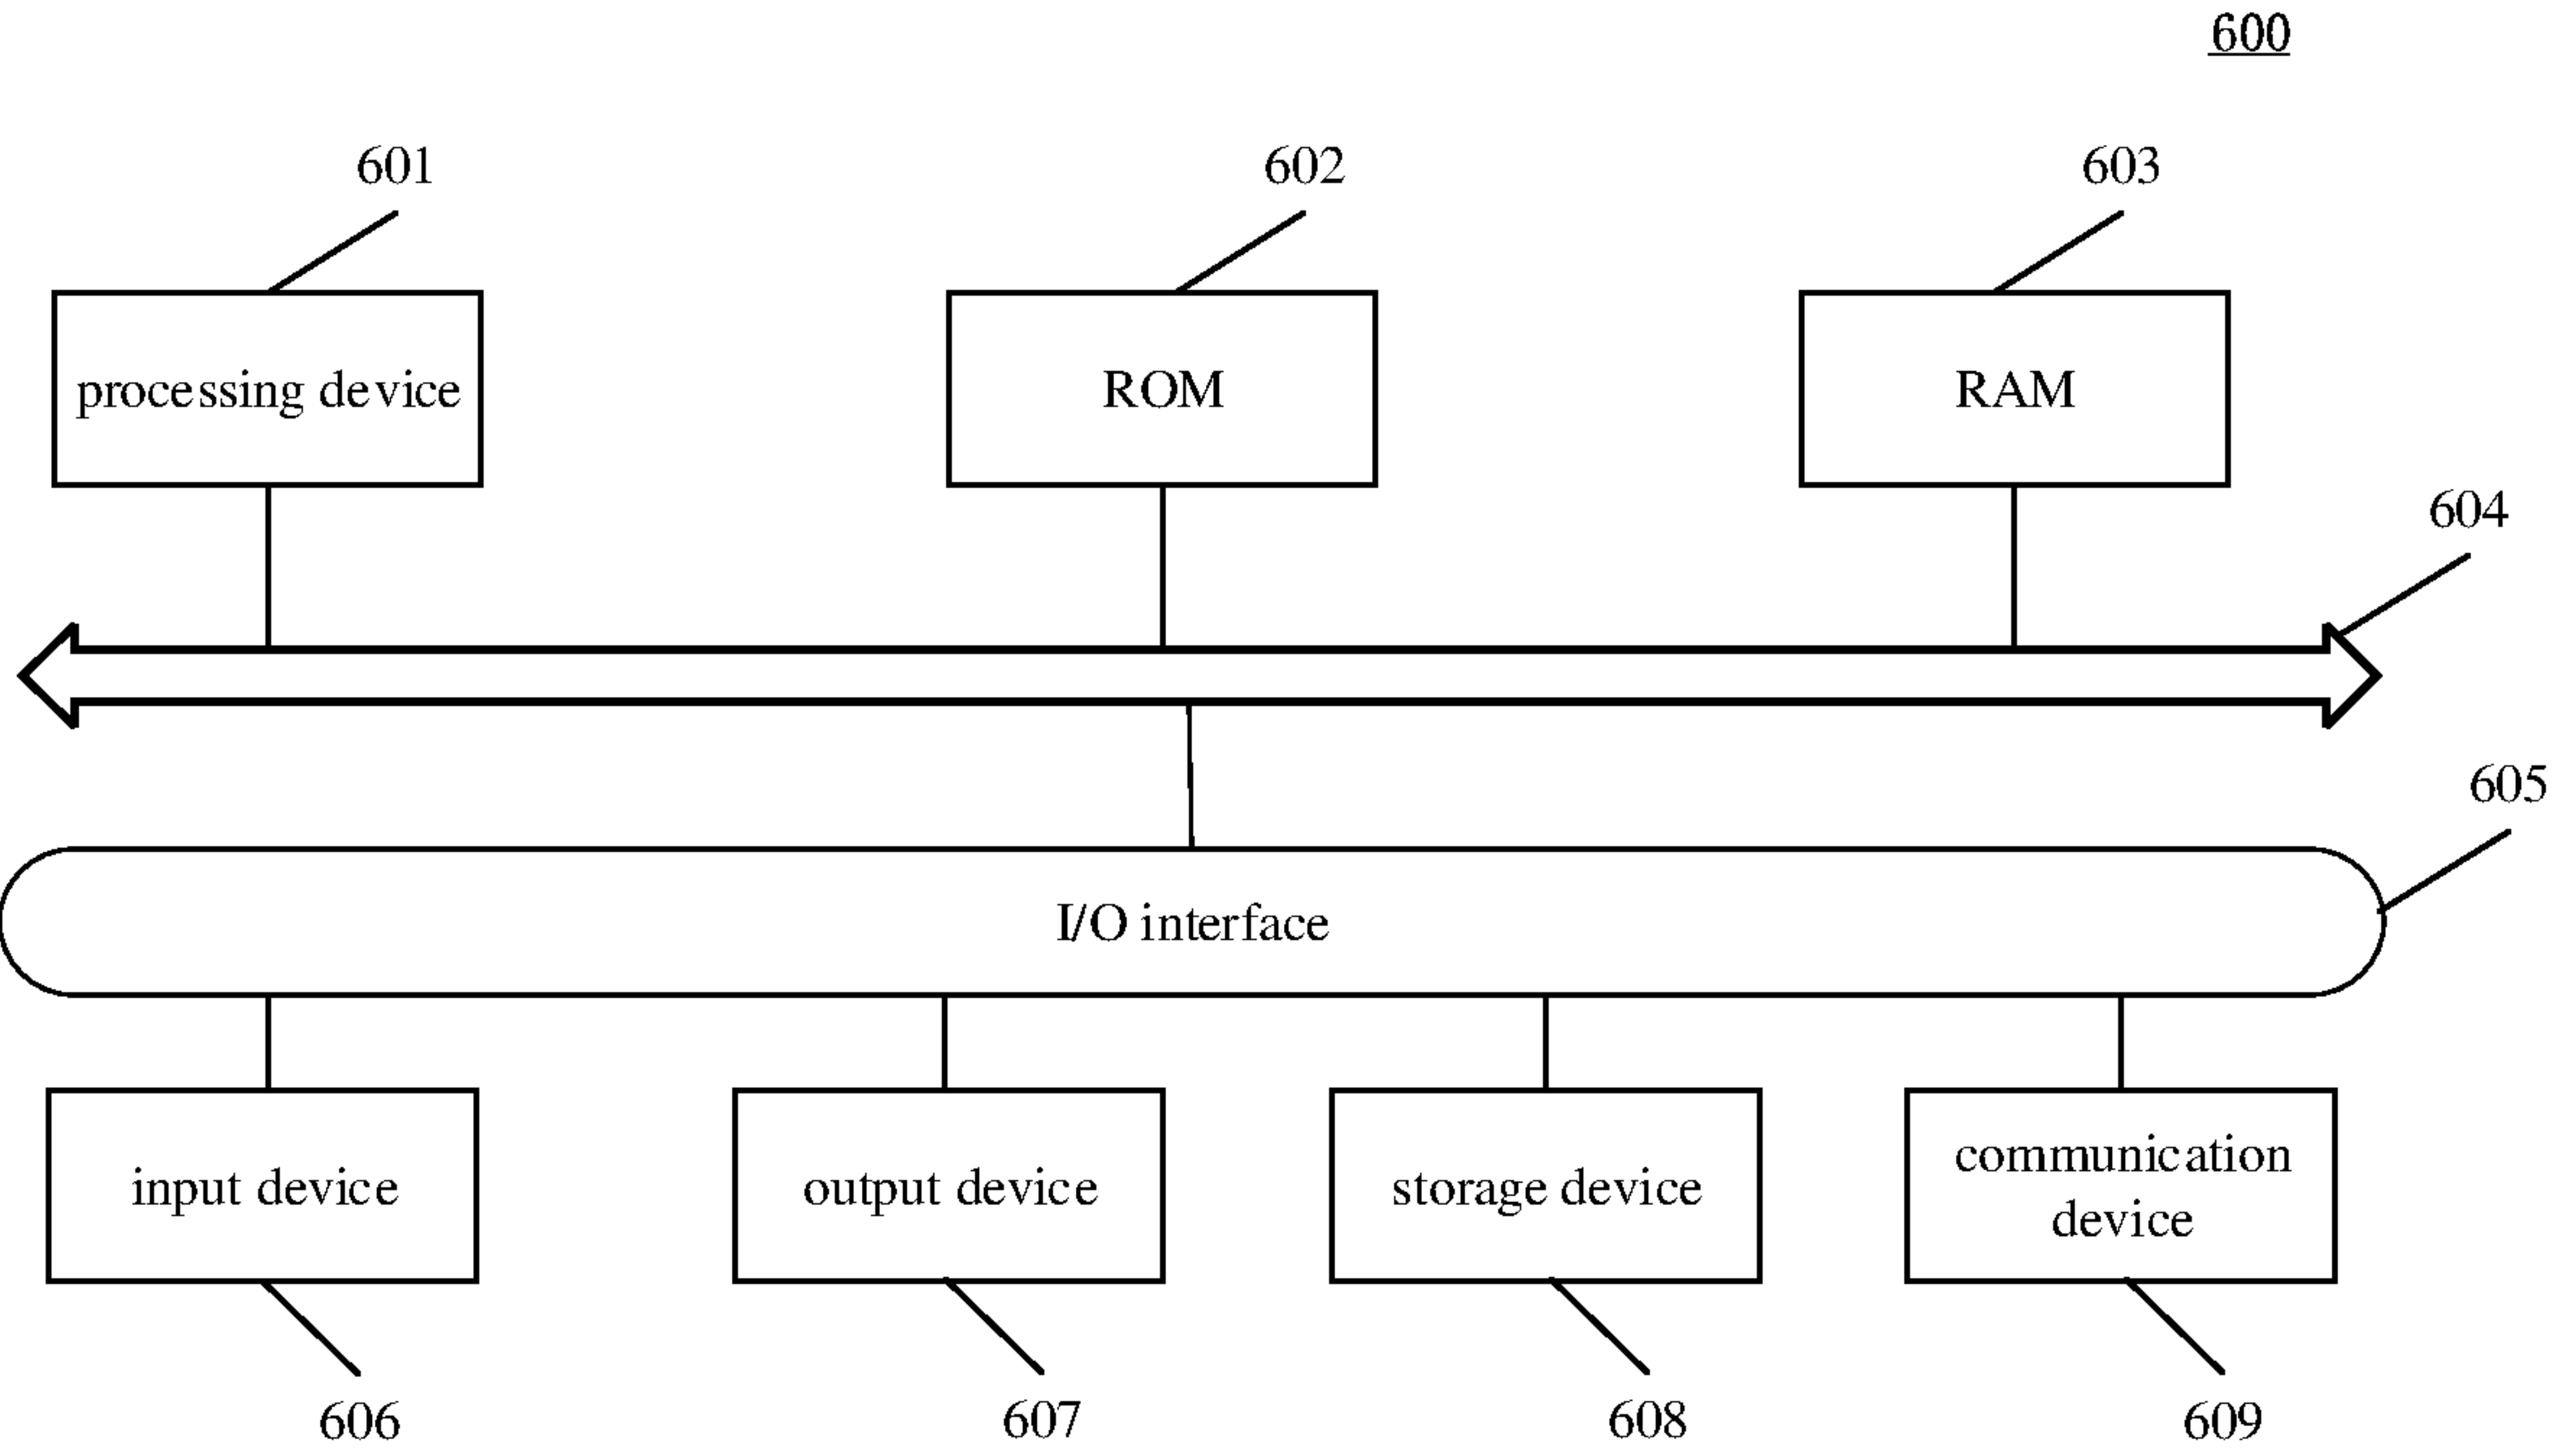 600
601
602
603
processing device
ROM
RAM
604
605
I/O interface
input device
output device
storage device
communication
device
606
607
608
609